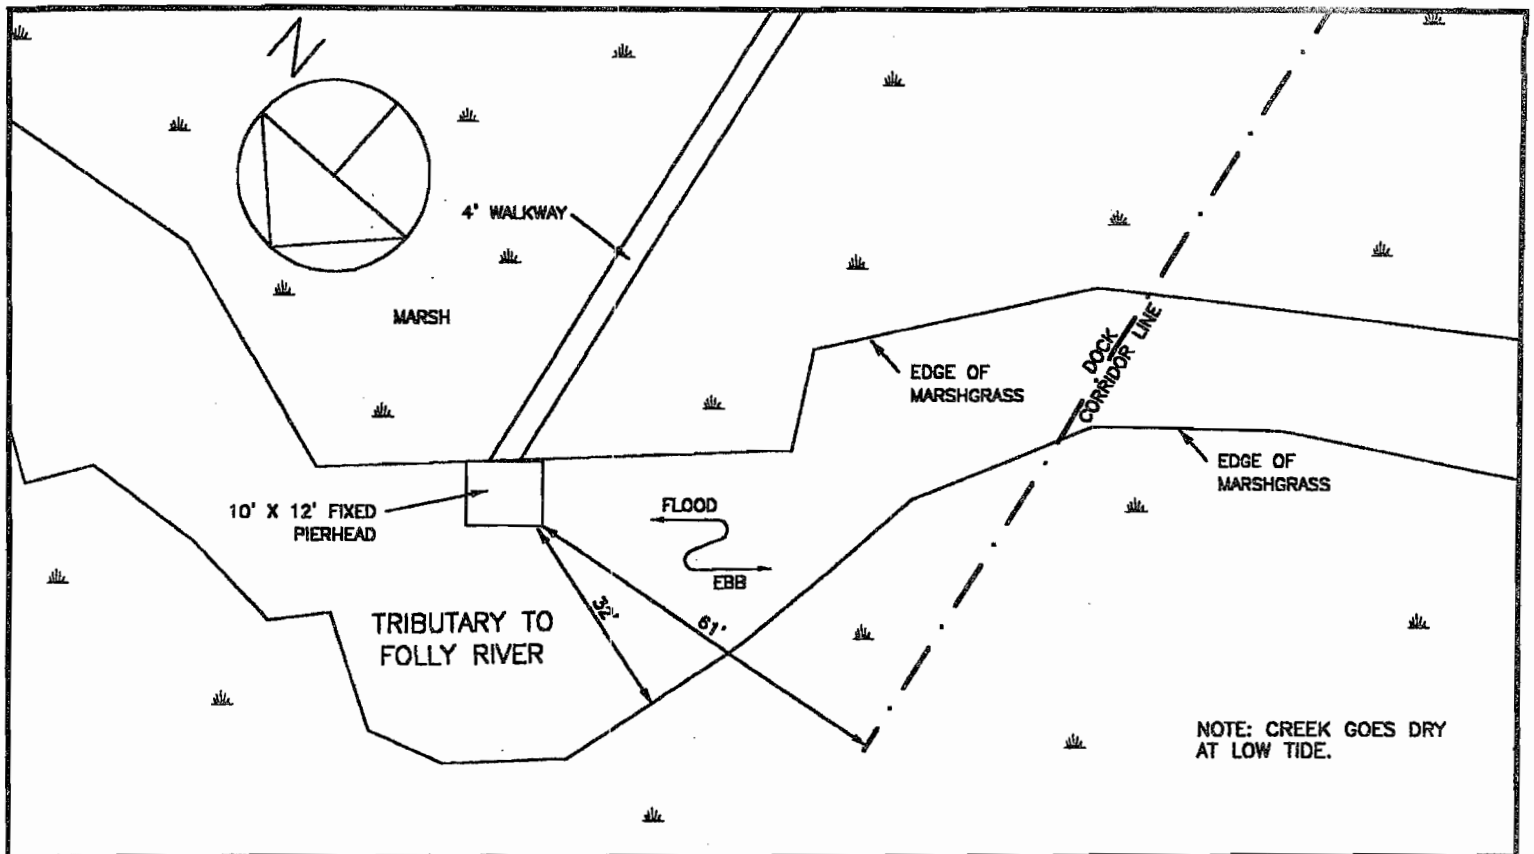 N
4' WALKWAY
MARSH
EDGE OF
MARSHGRASS
DOCK
CORRIDOR LINE
EDGE OF
MARSHGRASS
10' X 12' FIXED
PIERHEAD
FLOOD
EBB
32'
61'
TRIBUTARY TO
FOLLY RIVER
NOTE: CREEK GOES DRY
AT LOW TIDE.